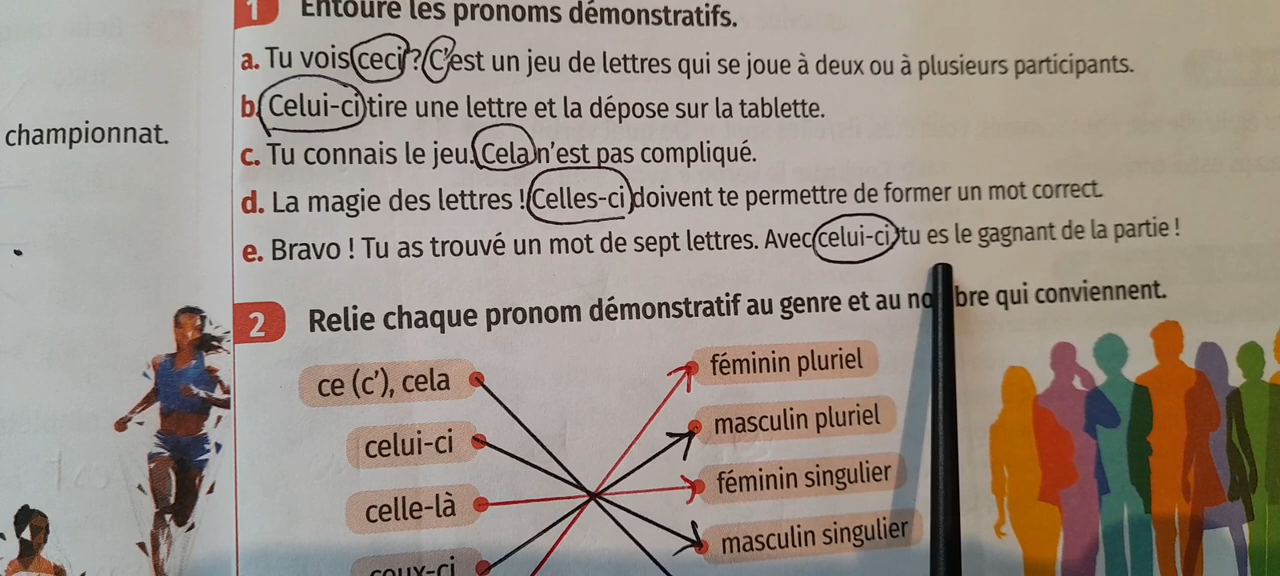 1 Entoure les pronoms démonstratifs.
a. Tu vois ceci ? C'est un jeu de lettres qui se joue à deux ou à plusieurs participants.
b. Celui-ci tire une lettre et la dépose sur la tablette.
championnat.
c. Tu connais le jeu. Cela n'est pas compliqué.
d. La magie des lettres ! Celles-ci doivent te permettre de former un mot correct.
e. Bravo ! Tu as trouvé un mot de sept lettres. Avec celui-ci tu es le gagnant de la partie !
2 Relie chaque pronom démonstratif au genre et au nombre qui conviennent.
ce (c'), cela
féminin pluriel
celui-ci
masculin pluriel
celle-là
féminin singulier
ceux-ci
masculin singulier